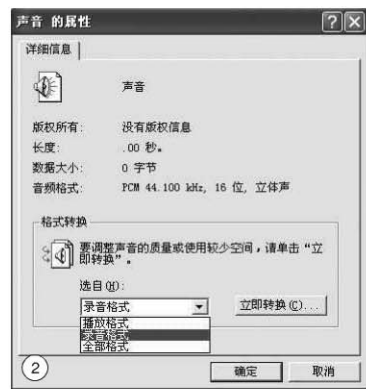 声音 的属性
详细信息
声音
版权所有: 没有版权信息
长度: .00 秒。
数据大小: 0 字节
音频格式: PCM 44.100 kHz, 16 位, 立体声
格式转换
要调整声音的质量或使用较少空间，请单击“立
即转换”。
选自(H):
录音格式
立即转换(C)...
播放格式
录音格式
全部格式
2
确定
取消